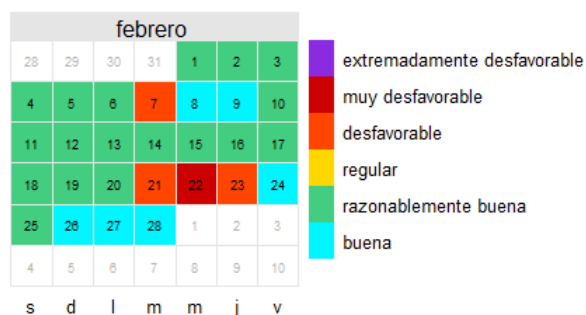 febrero
28 29 30 31 1 2 3
4 5 6 7 8 9 10
11 12 13 14 15 16 17
18 19 20 21 22 23 24
25 26 27 28 1 2 3
4 5 6 7 8 9 10
s d l m m j v
extremadamente desfavorable
muy desfavorable
desfavorable
regular
razonablemente buena
buena